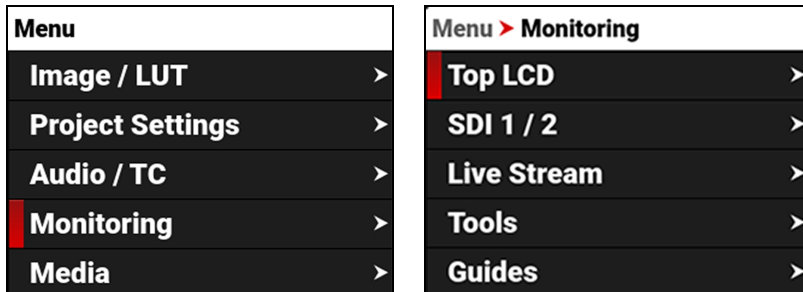 Menu
Image / LUT
Project Settings
Audio / TC
Monitoring
Media
Menu > Monitoring
Top LCD
SDI 1 / 2
Live Stream
Tools
Guides